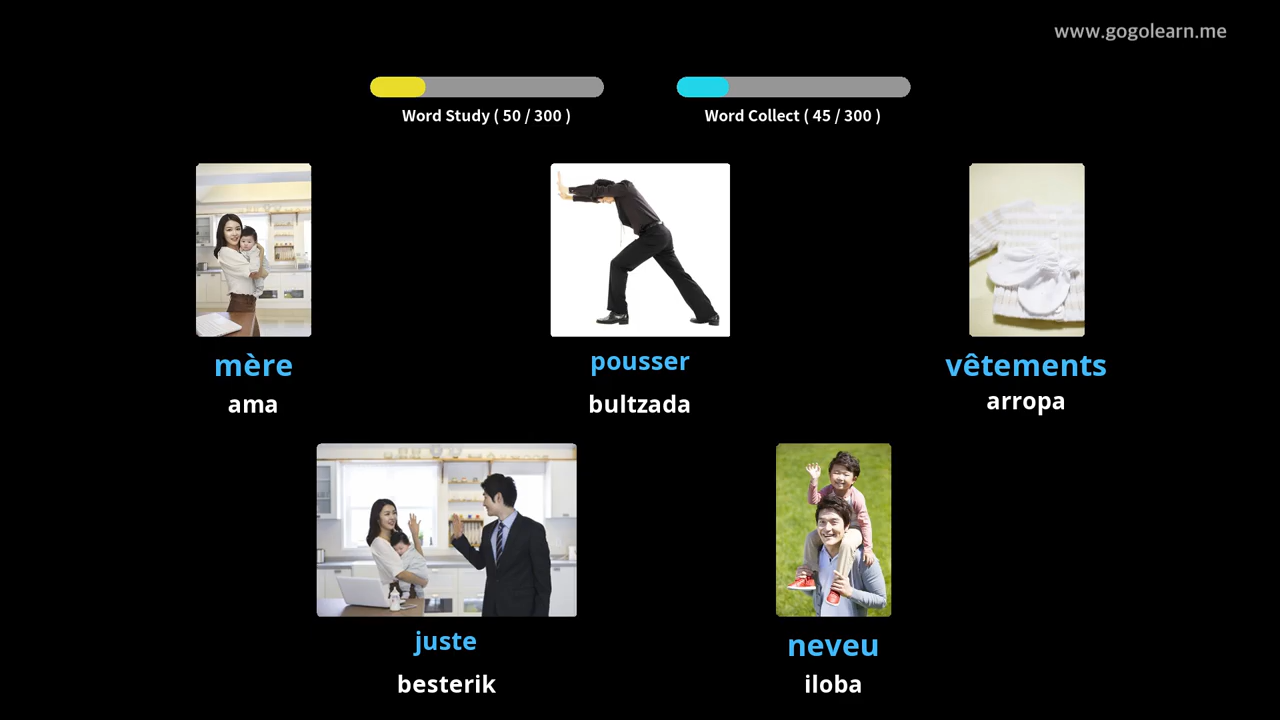 www.gogolearn.me
Word Study ( 50 / 300 )
Word Collect ( 45 / 300 )
mère
ama
pousser
bultzada
vêtements
arropa
juste
besterik
neveu
iloba